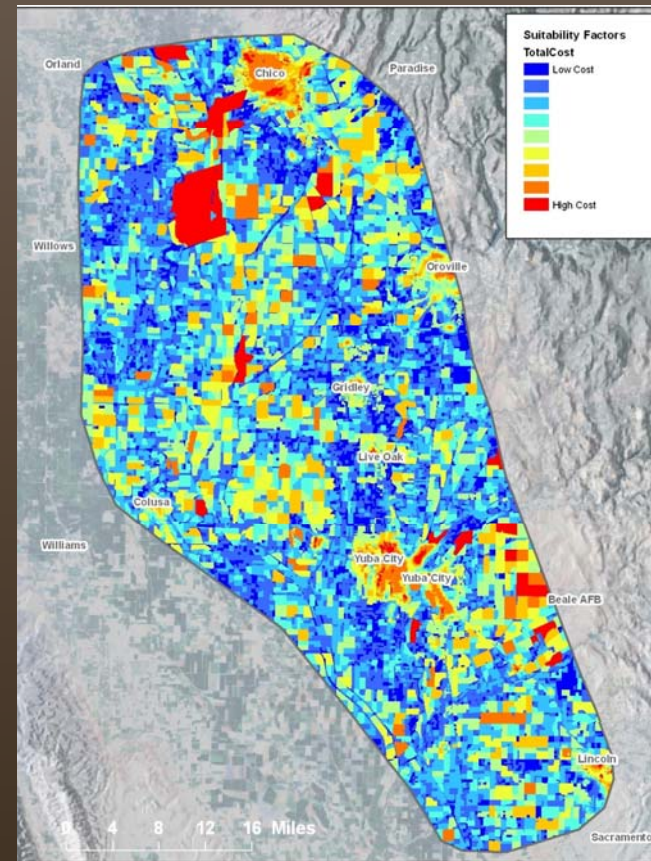 Suitability Factors
TotalCost
Low Cost
High Cost
Orland
Chico
Paradise
Willows
Oroville
Gridley
Live Oak
Colusa
Williams
Yuba City
Yuba City
Beale AFB
Lincoln
0 4 8 12 16 Miles
Sacramento